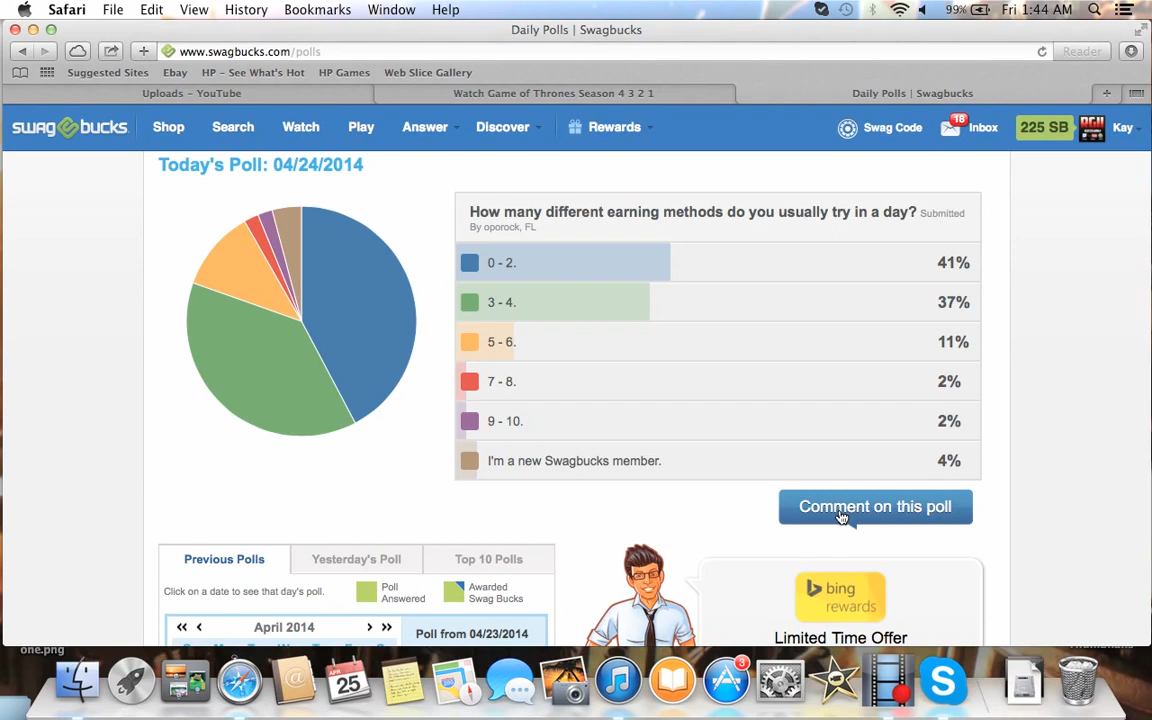 Safari File Edit View History Bookmarks Window Help 99% Fri 1:44 AM
Daily Polls | Swagbucks
www.swagbucks.com/polls Reader
Suggested Sites Ebay HP - See What's Hot HP Games Web Slice Gallery
Uploads - YouTube Watch Game of Thrones Season 4 3 2 1 Daily Polls | Swagbucks
swagbucks Shop Search Watch Play Answer Discover Rewards Swag Code 18 Inbox 225 SB Kay
Today's Poll: 04/24/2014
How many different earning methods do you usually try in a day? Submitted
By oporock, FL
0 - 2. 41%
3 - 4. 37%
5 - 6. 11%
7 - 8. 2%
9 - 10. 2%
I'm a new Swagbucks member. 4%
Comment on this poll
Previous Polls Yesterday's Poll Top 10 Polls
Click on a date to see that day's poll.
Poll
Answered
Awarded
Swag Bucks
April 2014
Poll from 04/23/2014
bing
rewards
Limited Time Offer
one.png
APR
25
3